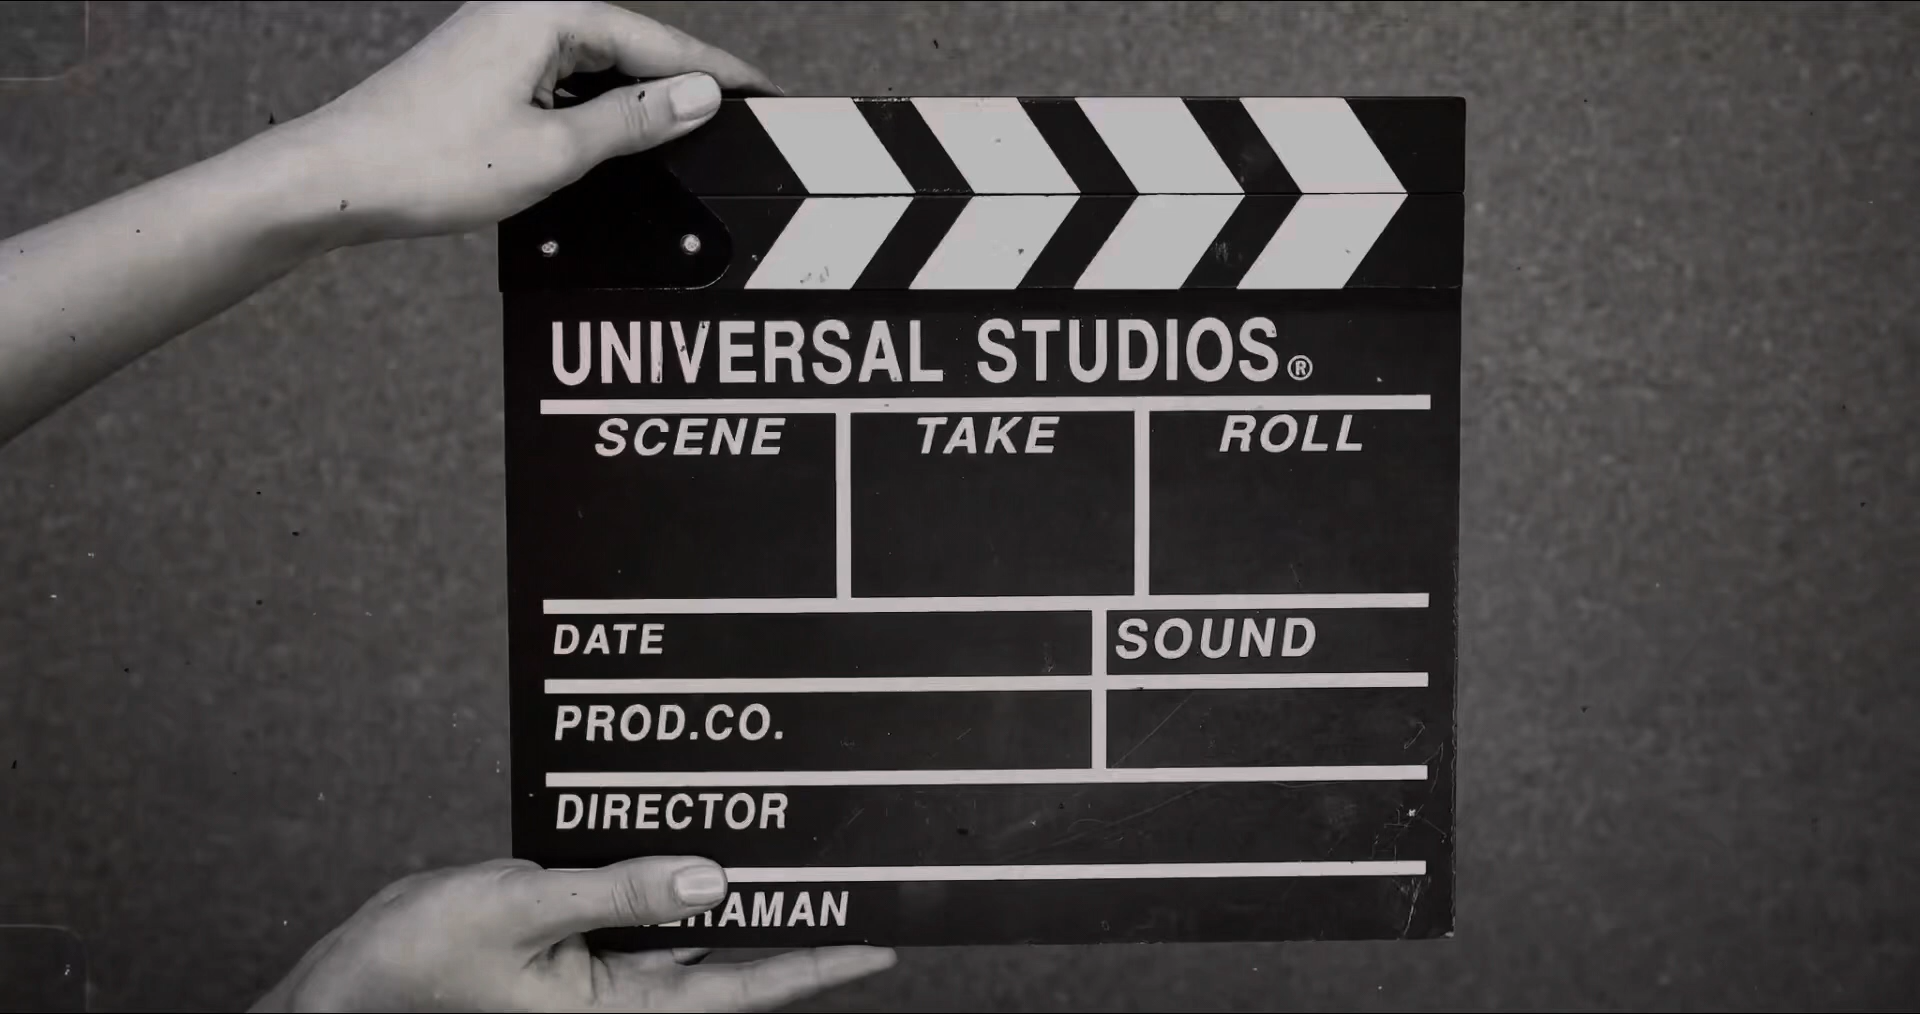 UNIVERSAL STUDIOS®
SCENE TAKE ROLL
DATE SOUND
PROD.CO.
DIRECTOR